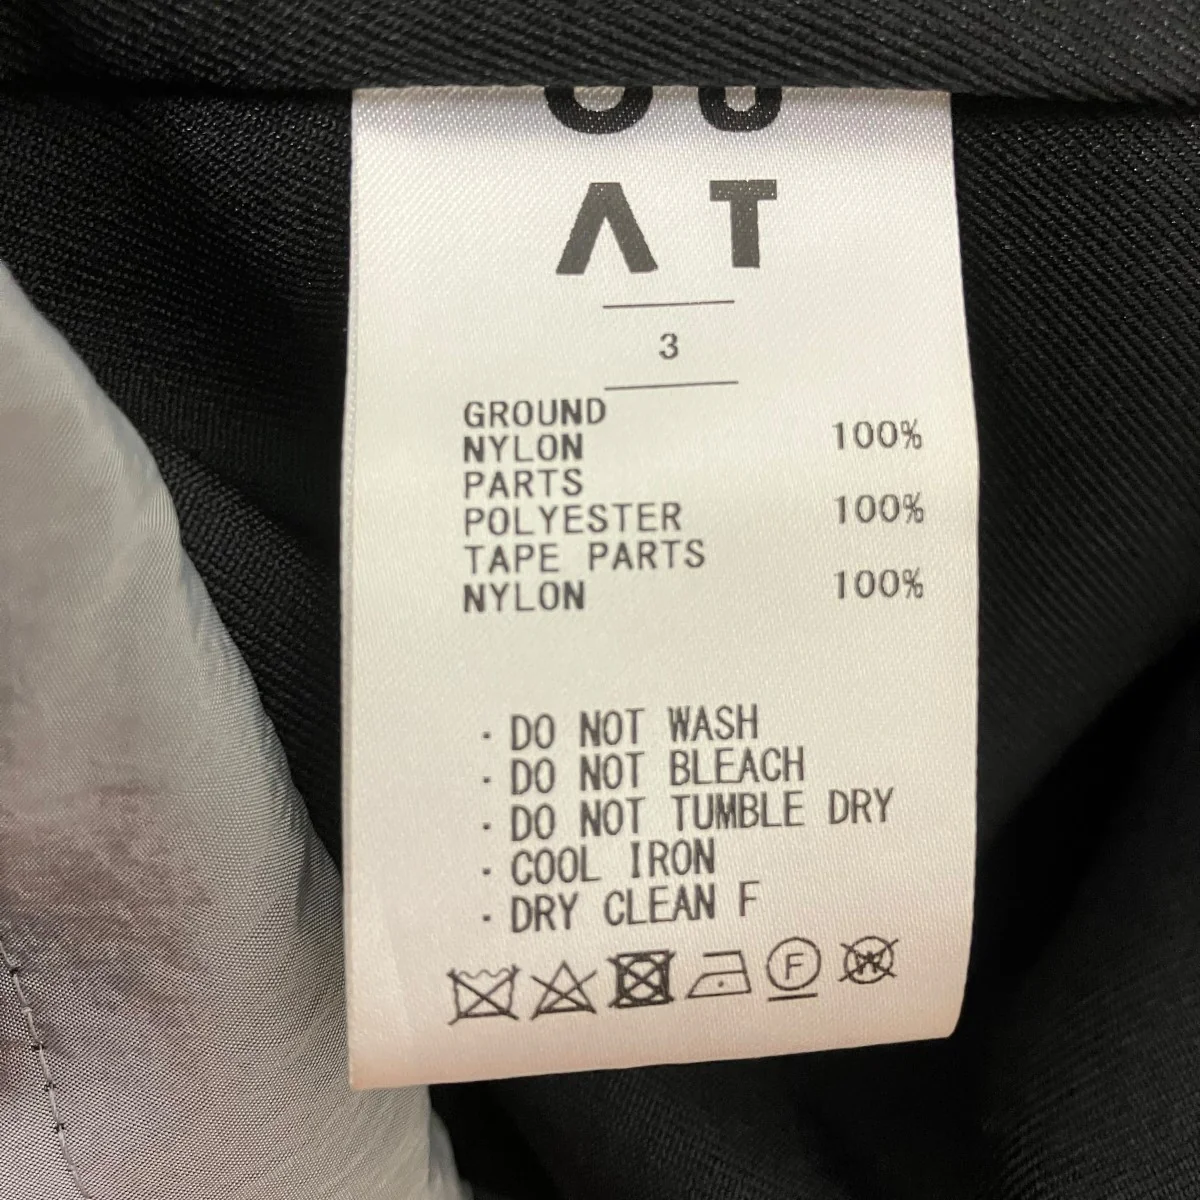 ΛT
3
GROUND
NYLON 100%
PARTS
POLYESTER 100%
TAPE PARTS
NYLON 100%
· DO NOT WASH
· DO NOT BLEACH
· DO NOT TUMBLE DRY
· COOL IRON
· DRY CLEAN F
F W